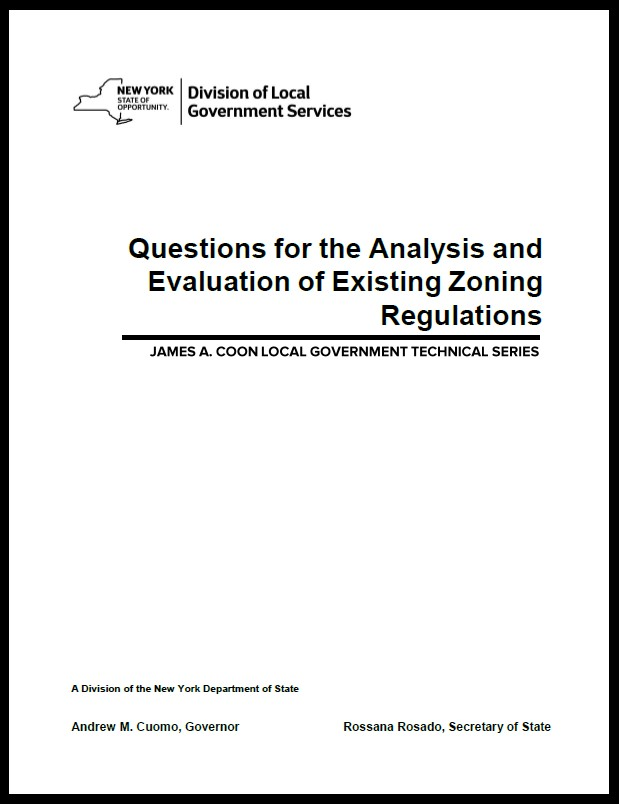 NEW YORK
STATE OF
OPPORTUNITY.
Division of Local
Government Services
Questions for the Analysis and
Evaluation of Existing Zoning
Regulations
JAMES A. COON LOCAL GOVERNMENT TECHNICAL SERIES
A Division of the New York Department of State
Andrew M. Cuomo, Governor
Rossana Rosado, Secretary of State